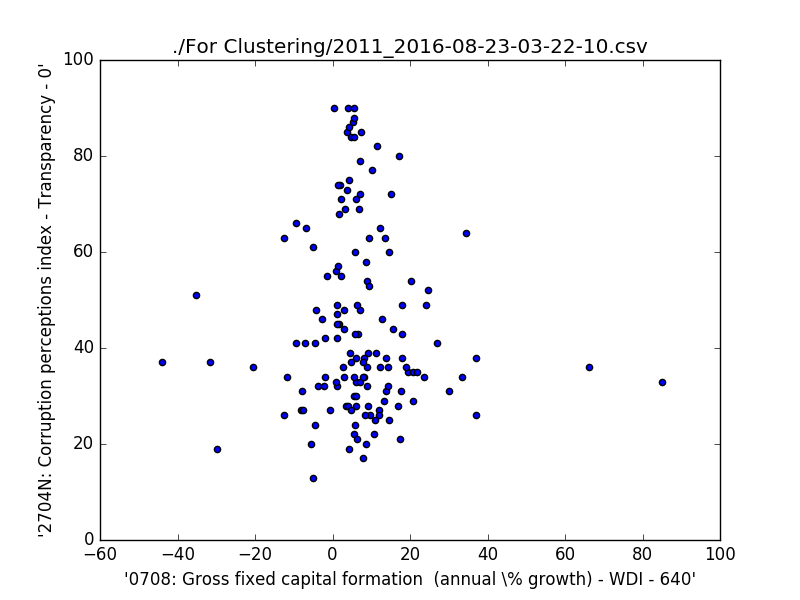 ./For Clustering/2011_2016-08-23-03-22-10.csv
100
80
60
40
20
0
'2704N: Corruption perceptions index - Transparency - 0'
−60 −40 −20 0 20 40 60 80 100
'0708: Gross fixed capital formation  (annual \% growth) - WDI - 640'